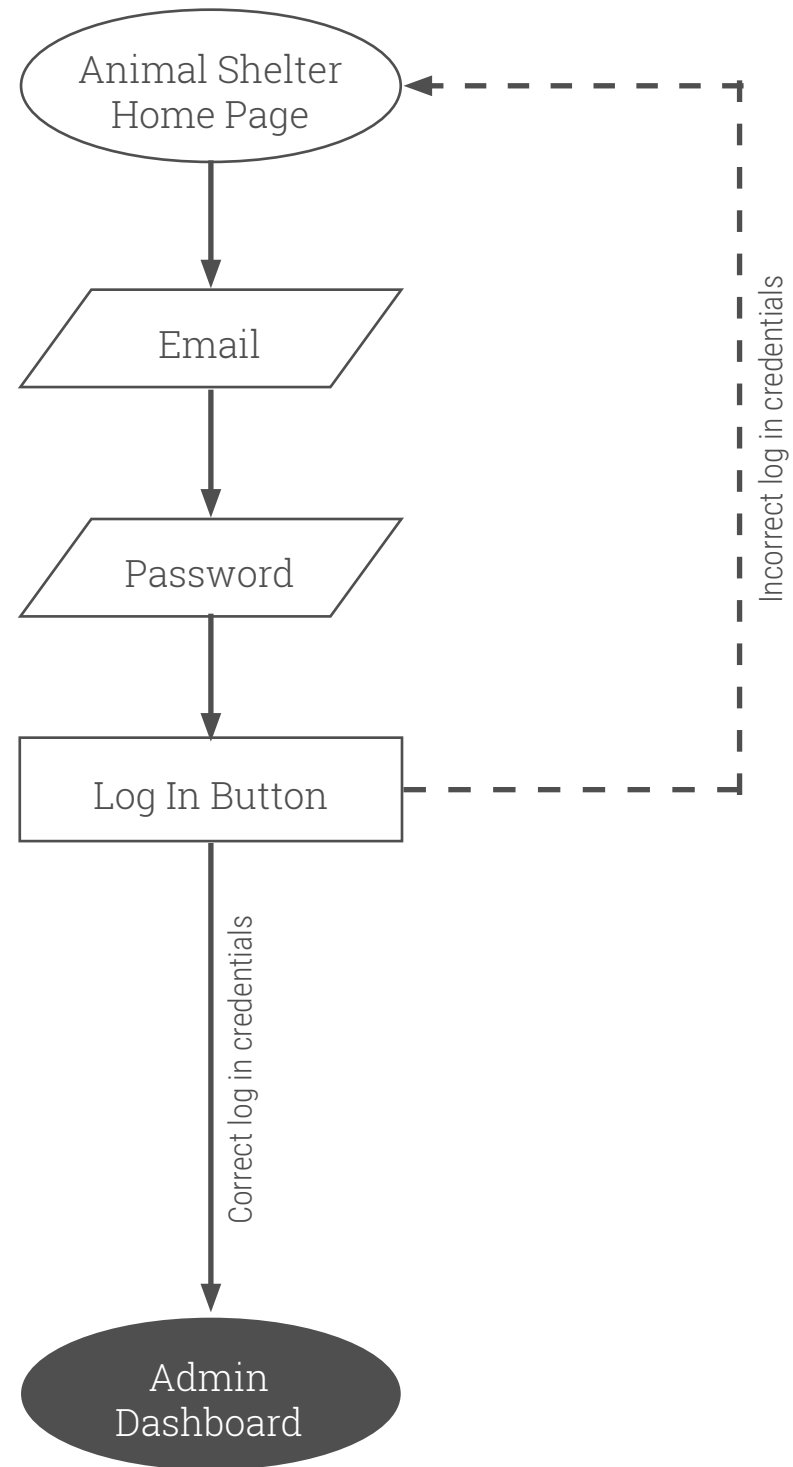 Animal Shelter
Home Page
Email
Password
Log In Button
Incorrect log in credentials
Correct log in credentials
Admin
Dashboard